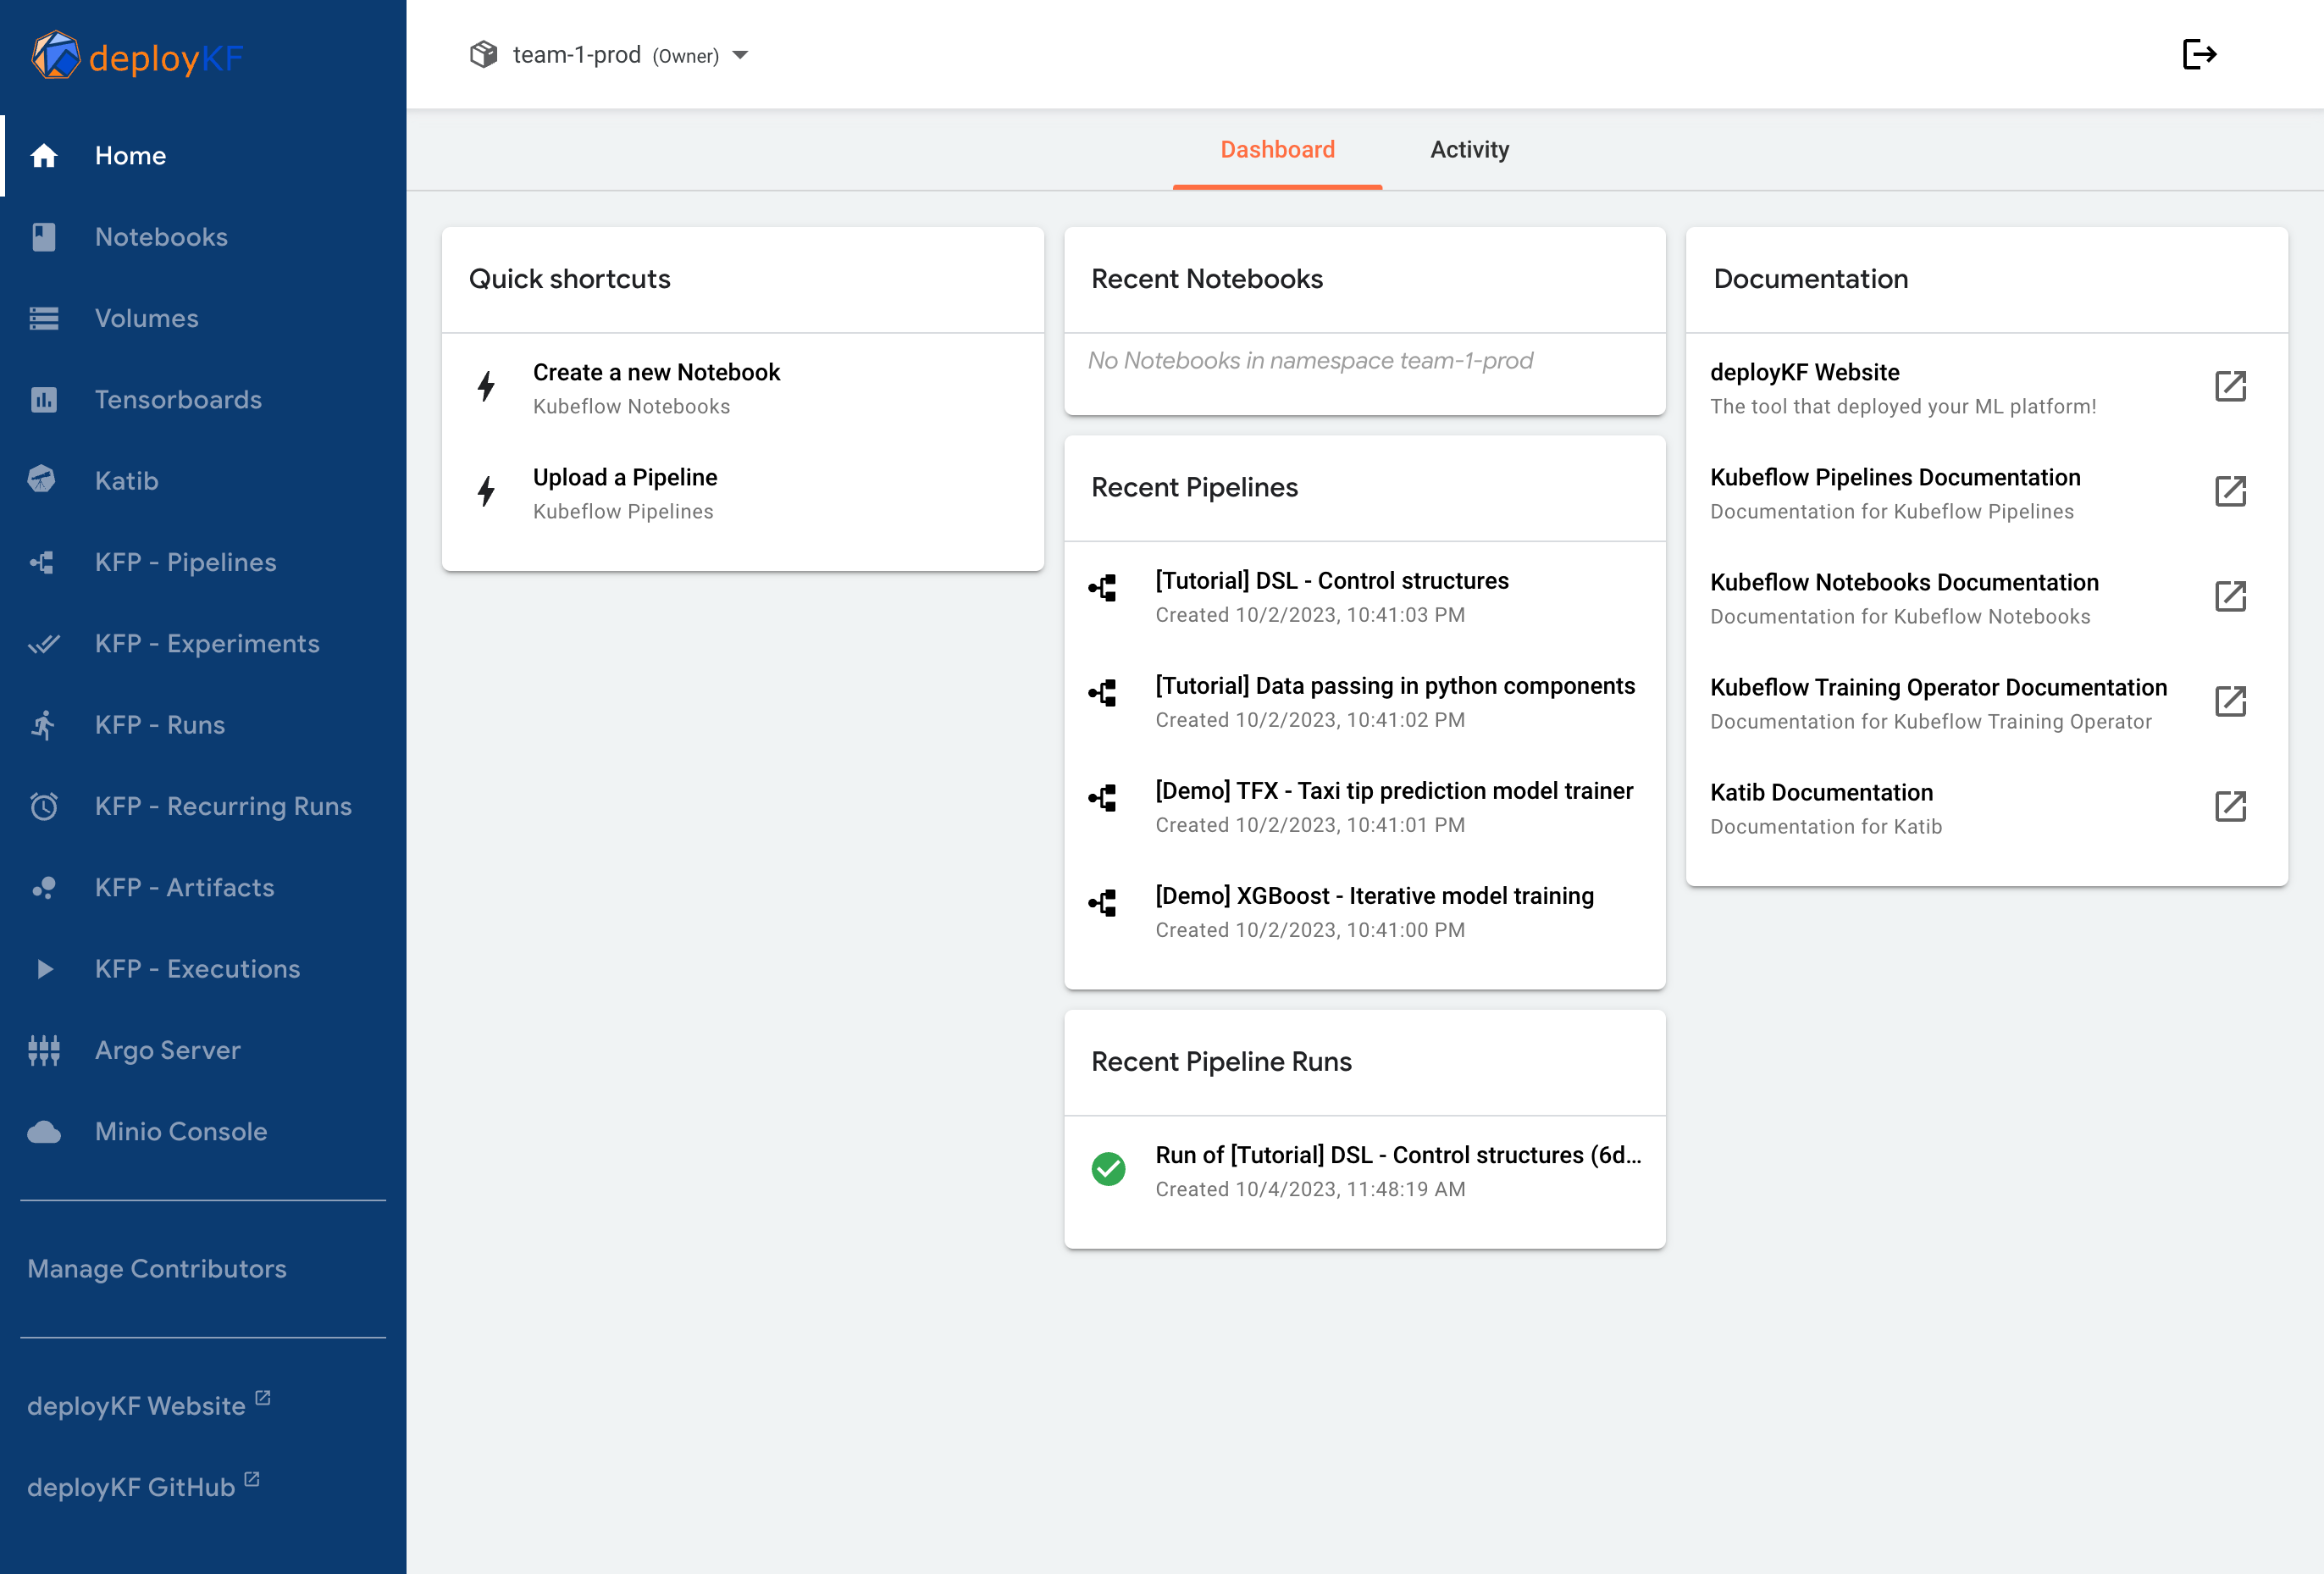 deployKF
Home
Notebooks
Volumes
Tensorboards
Katib
KFP - Pipelines
KFP - Experiments
KFP - Runs
KFP - Recurring Runs
KFP - Artifacts
KFP - Executions
Argo Server
Minio Console
Manage Contributors
deployKF Website
deployKF GitHub
team-1-prod (Owner)
Dashboard
Activity
Quick shortcuts
Create a new Notebook
Kubeflow Notebooks
Upload a Pipeline
Kubeflow Pipelines
Recent Notebooks
No Notebooks in namespace team-1-prod
Recent Pipelines
[Tutorial] DSL - Control structures
Created 10/2/2023, 10:41:03 PM
[Tutorial] Data passing in python components
Created 10/2/2023, 10:41:02 PM
[Demo] TFX - Taxi tip prediction model trainer
Created 10/2/2023, 10:41:01 PM
[Demo] XGBoost - Iterative model training
Created 10/2/2023, 10:41:00 PM
Recent Pipeline Runs
Run of [Tutorial] DSL - Control structures (6d...
Created 10/4/2023, 11:48:19 AM
Documentation
deployKF Website
The tool that deployed your ML platform!
Kubeflow Pipelines Documentation
Documentation for Kubeflow Pipelines
Kubeflow Notebooks Documentation
Documentation for Kubeflow Notebooks
Kubeflow Training Operator Documentation
Documentation for Kubeflow Training Operator
Katib Documentation
Documentation for Katib